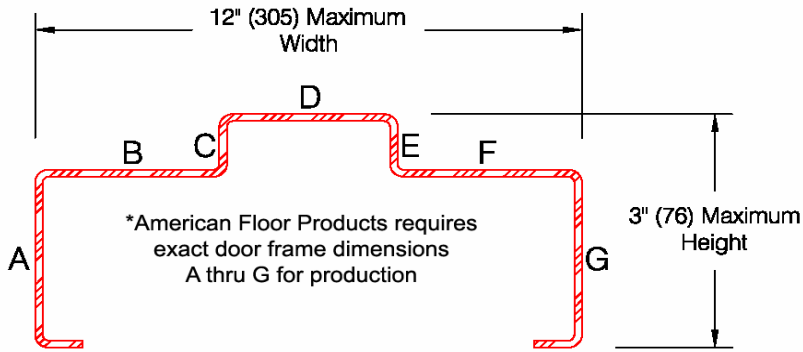 12" (305) Maximum
Width
D
B
C
E
F
*American Floor Products requires
exact door frame dimensions
A thru G for production
3" (76) Maximum
Height
A
G